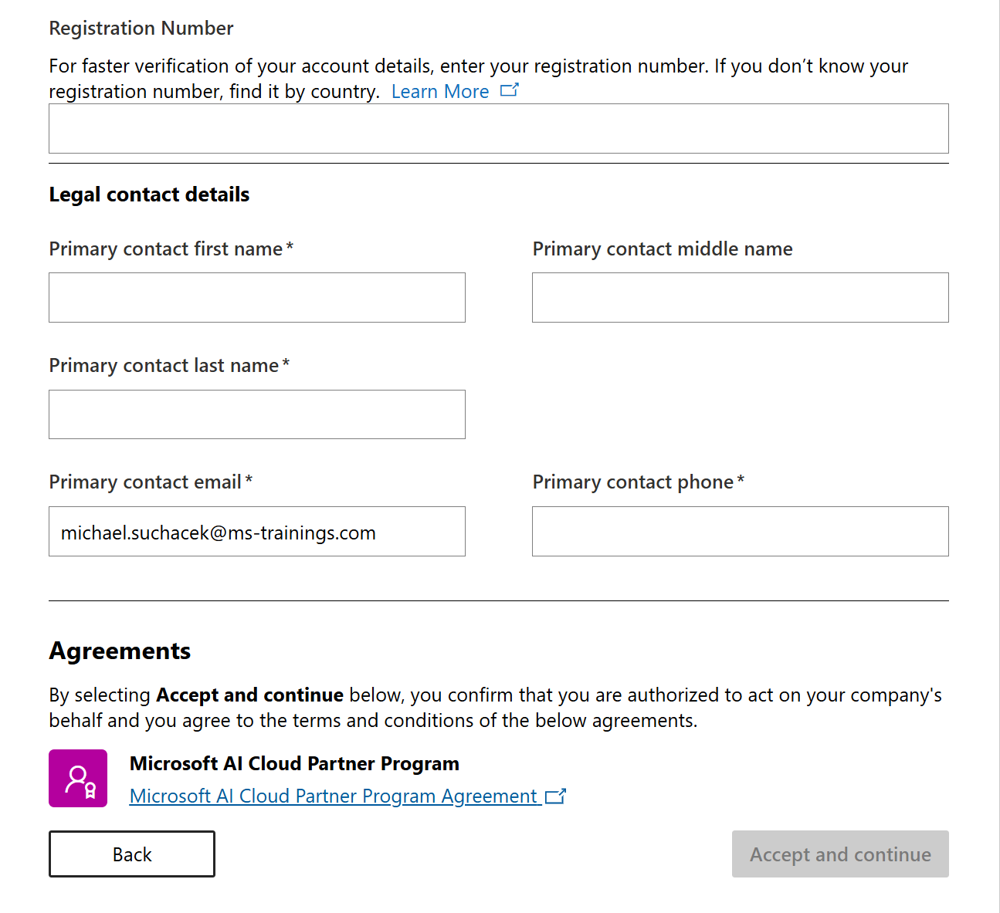 Registration Number
For faster verification of your account details, enter your registration number. If you don’t know your
registration number, find it by country. Learn More
Legal contact details
Primary contact first name*
Primary contact middle name
Primary contact last name*
Primary contact email*
Primary contact phone*
michael.suchacek@ms-trainings.com
Agreements
By selecting Accept and continue below, you confirm that you are authorized to act on your company's
behalf and you agree to the terms and conditions of the below agreements.
Microsoft AI Cloud Partner Program
Microsoft AI Cloud Partner Program Agreement
Back
Accept and continue